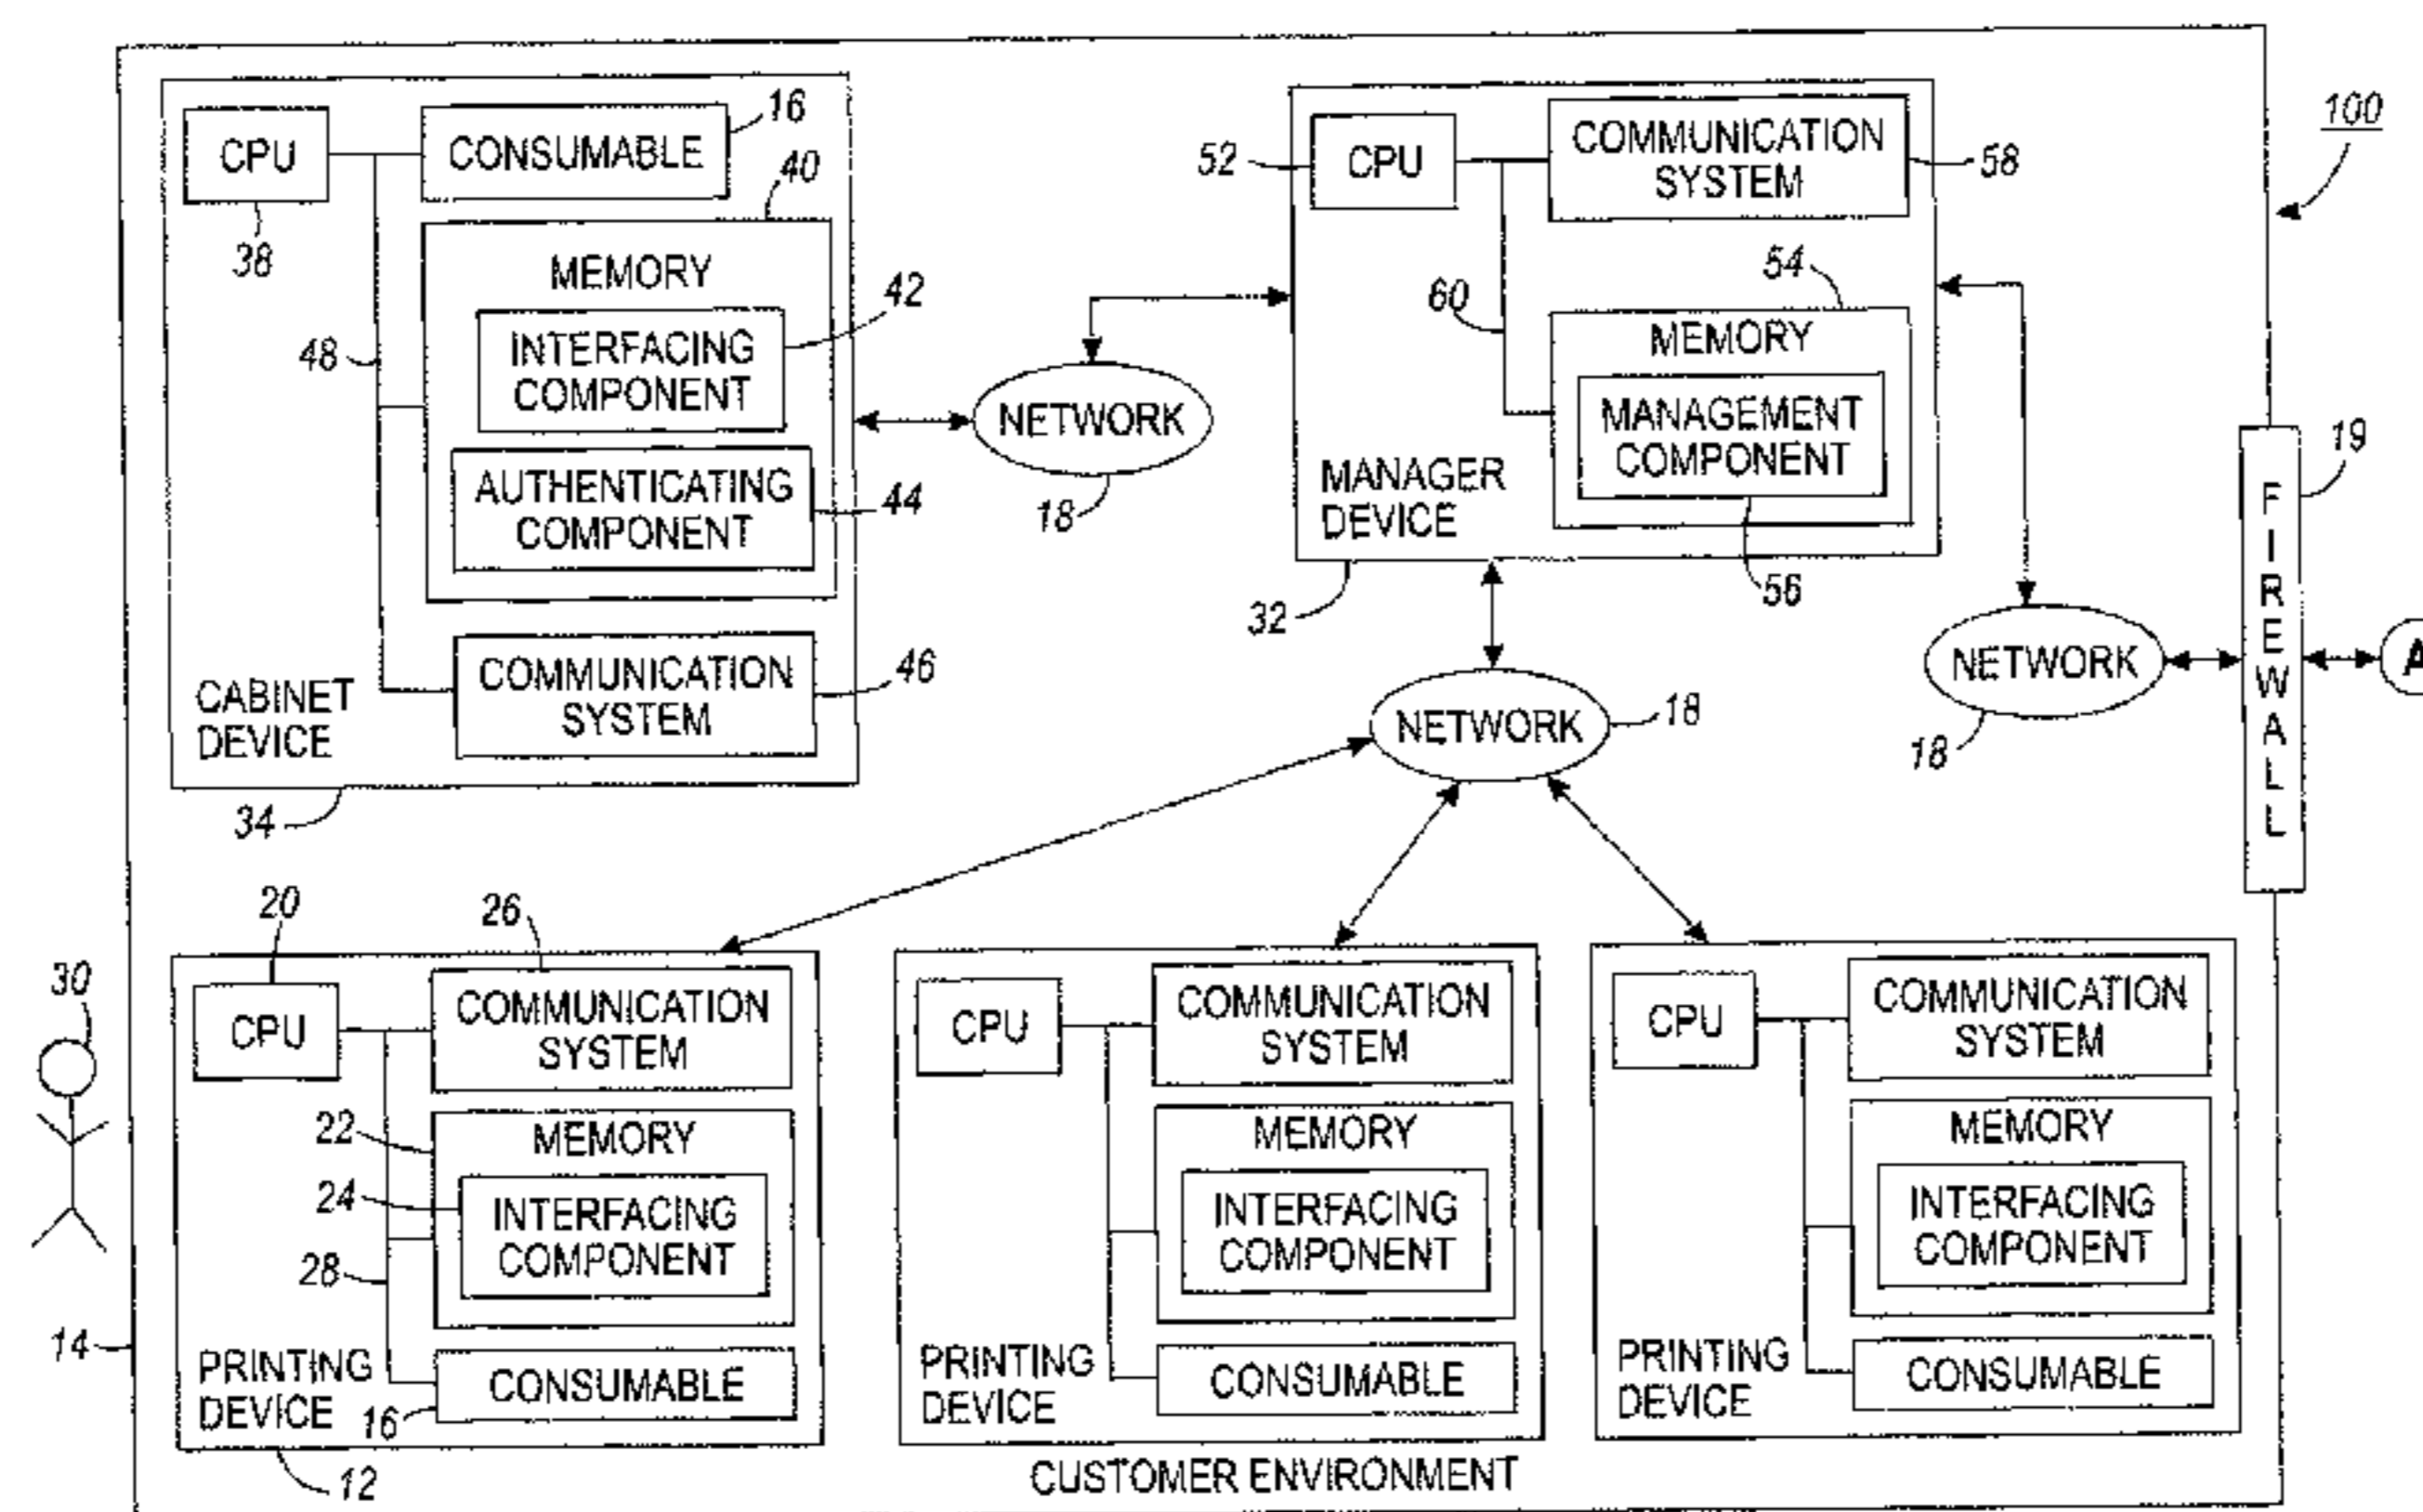 100
CPU
38
CONSUMABLE
16
40
MEMORY
INTERFACING
COMPONENT
42
AUTHENTICATING
COMPONENT
44
48
COMMUNICATION
SYSTEM
46
CABINET
DEVICE
34
NETWORK
18
52
CPU
COMMUNICATION
SYSTEM
58
54
60
MEMORY
MANAGEMENT
COMPONENT
56
MANAGER
DEVICE
32
NETWORK
18
NETWORK
18
19
FIREWALL
A
30
14
20
CPU
26
COMMUNICATION
SYSTEM
22
MEMORY
24
INTERFACING
COMPONENT
28
PRINTING
DEVICE
16
CONSUMABLE
12
CPU
COMMUNICATION
SYSTEM
MEMORY
INTERFACING
COMPONENT
PRINTING
DEVICE
CONSUMABLE
CPU
COMMUNICATION
SYSTEM
MEMORY
INTERFACING
COMPONENT
PRINTING
DEVICE
CONSUMABLE
CUSTOMER ENVIRONMENT